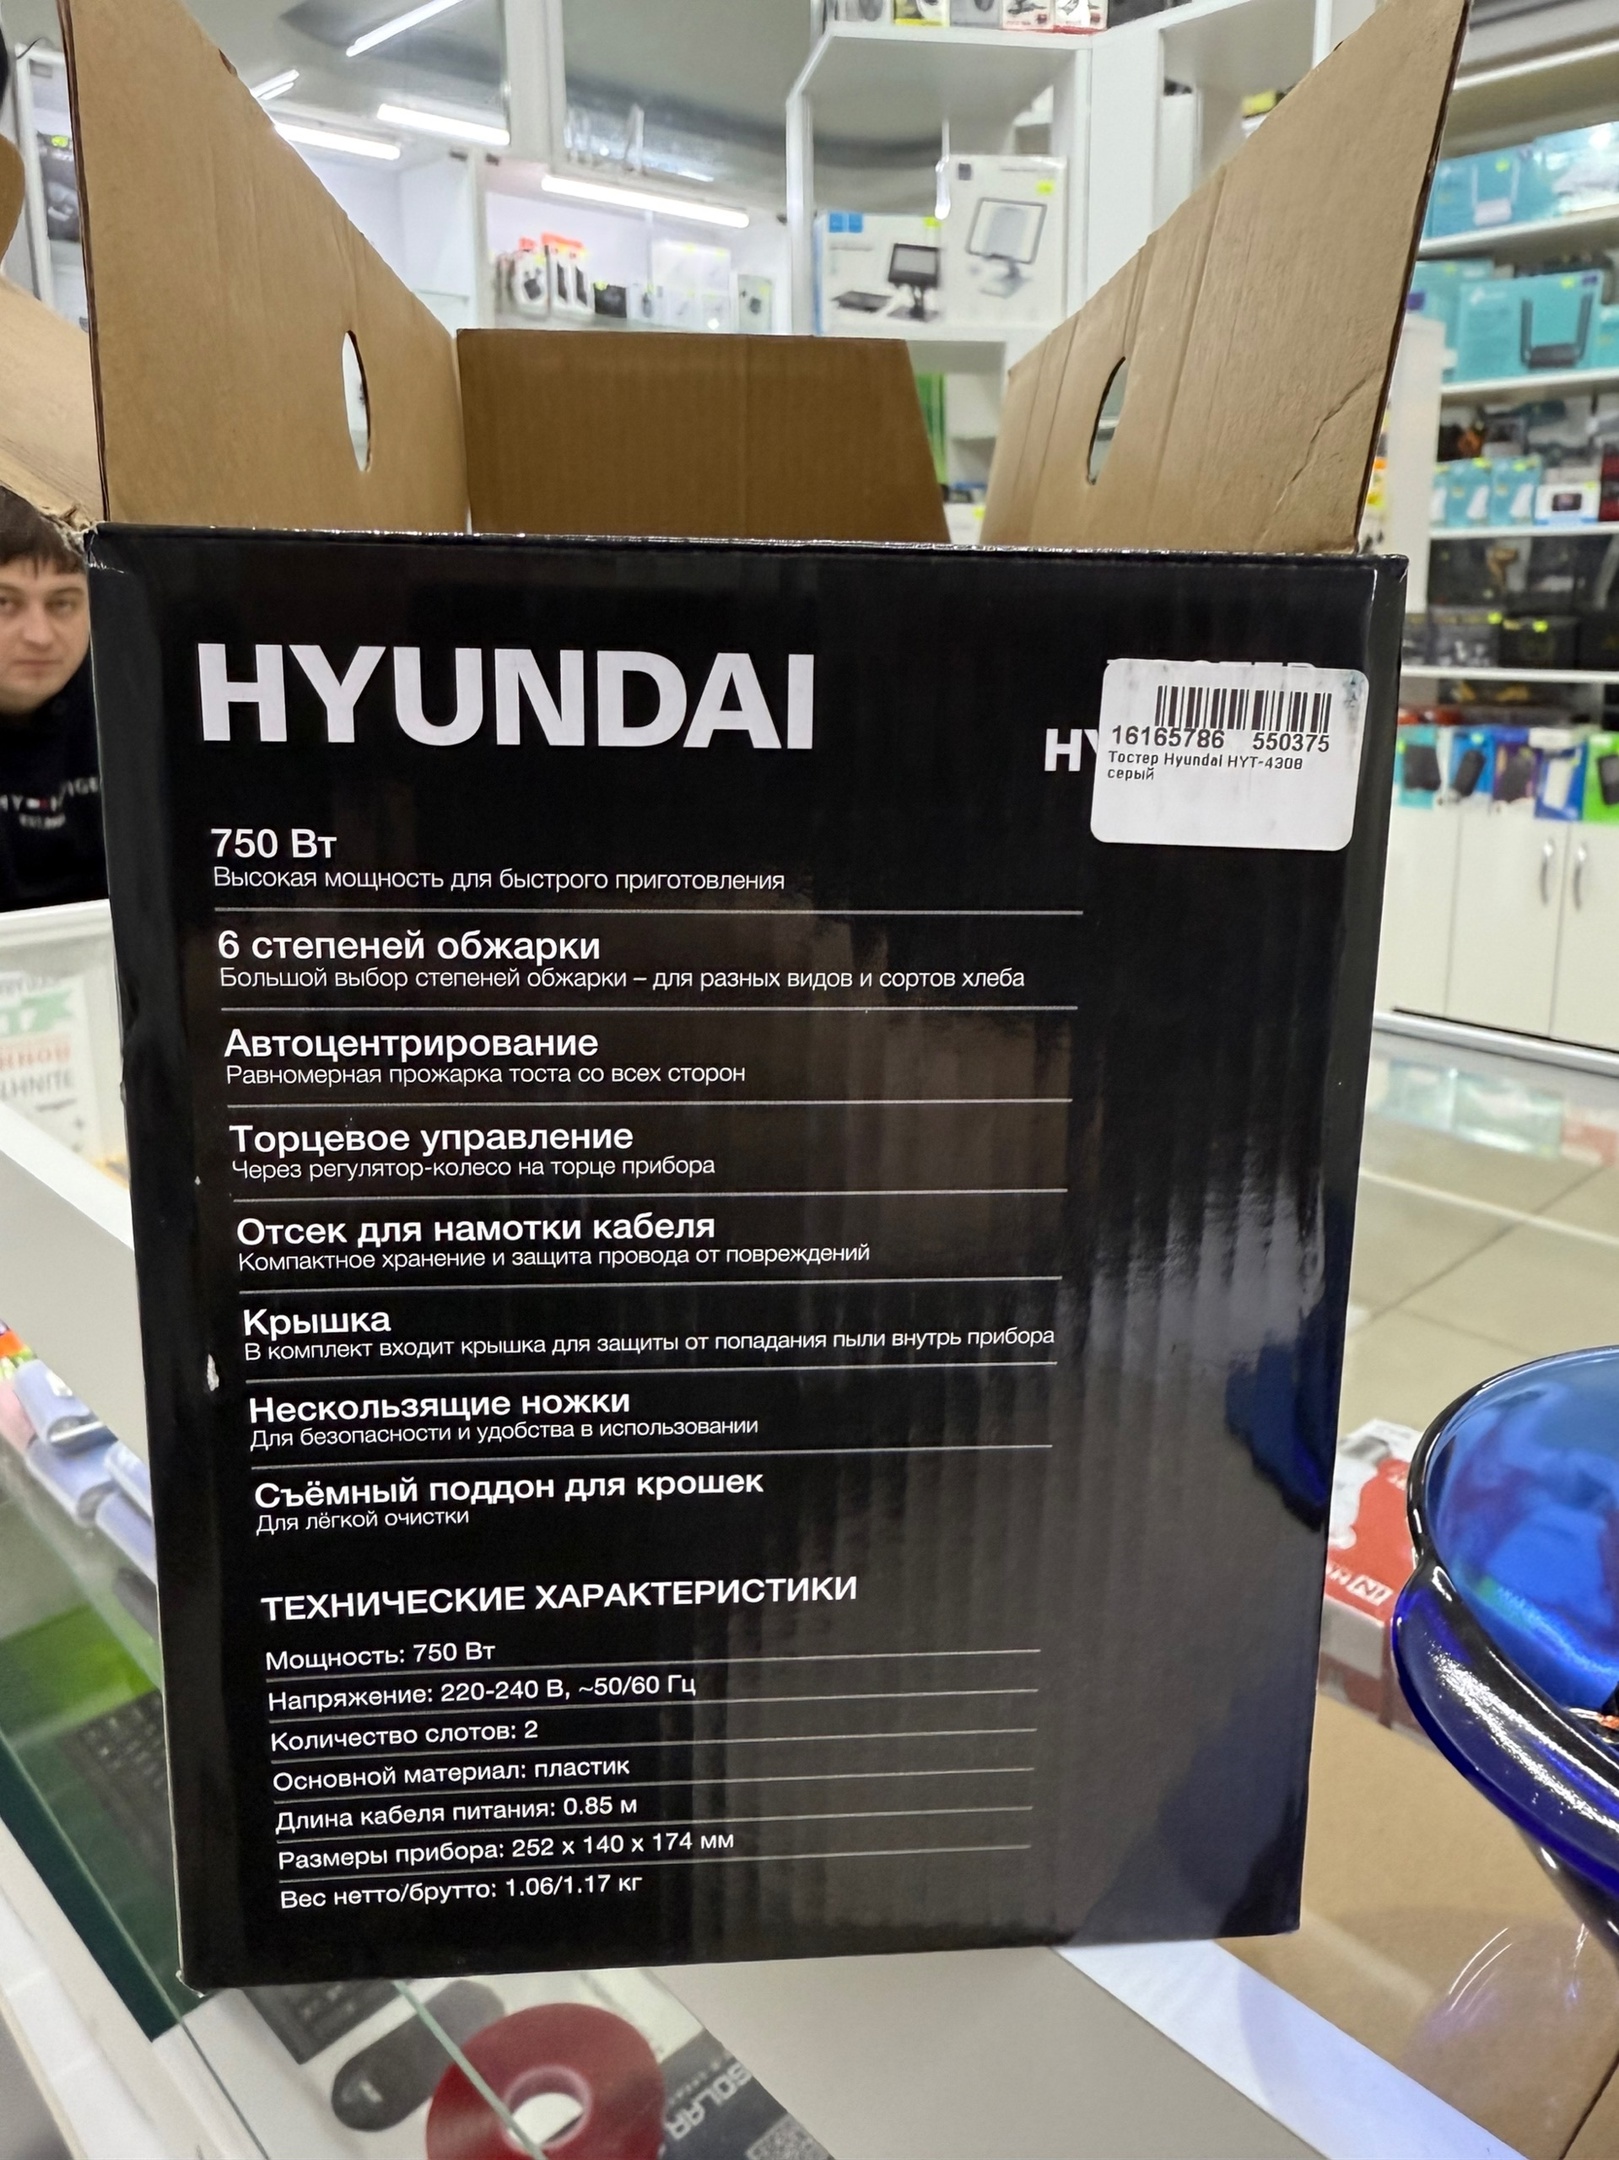 HYUNDAI
HY
16165786 550375
Тостер Hyundai HYT-4308
серый
750 Вт
Высокая мощность для быстрого приготовления
6 степеней обжарки
Большой выбор степеней обжарки – для разных видов и сортов хлеба
Автоцентрирование
Равномерная прожарка тоста со всех сторон
Торцевое управление
Через регулятор-колесо на торце прибора
Отсек для намотки кабеля
Компактное хранение и защита провода от повреждений
Крышка
В комплект входит крышка для защиты от попадания пыли внутрь прибора
Нескользящие ножки
Для безопасности и удобства в использовании
Съёмный поддон для крошек
Для лёгкой очистки
ТЕХНИЧЕСКИЕ ХАРАКТЕРИСТИКИ
Мощность: 750 Вт
Напряжение: 220-240 В, ~50/60 Гц
Количество слотов: 2
Основной материал: пластик
Длина кабеля питания: 0.85 м
Размеры прибора: 252 x 140 x 174 мм
Вес нетто/брутто: 1.06/1.17 кг